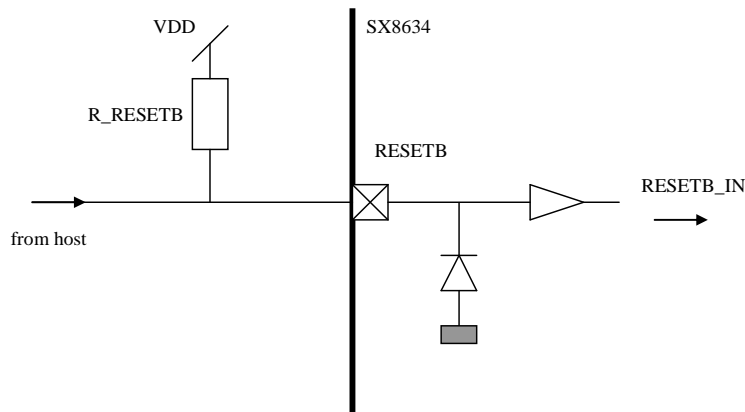 VDD
SX8634
R_RESETB
RESETB
RESETB_IN
from host